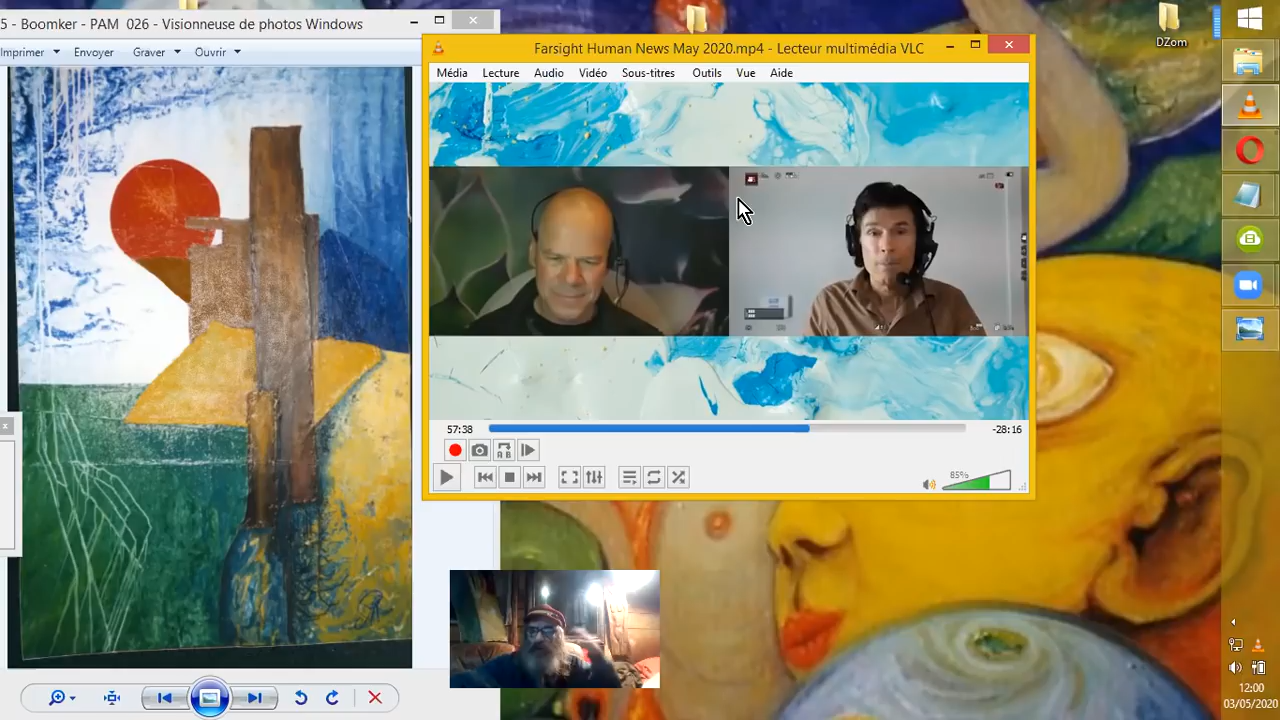 5 - Boomker - PAM 026 - Visionneuse de photos Windows
Imprimer Envoyer Graver Ouvrir
Farsight Human News May 2020.mp4 - Lecteur multimédia VLC
Média Lecture Audio Vidéo Sous-titres Outils Vue Aide
57:38
-28:16
A B
85%
DZom
12:00
03/05/2020